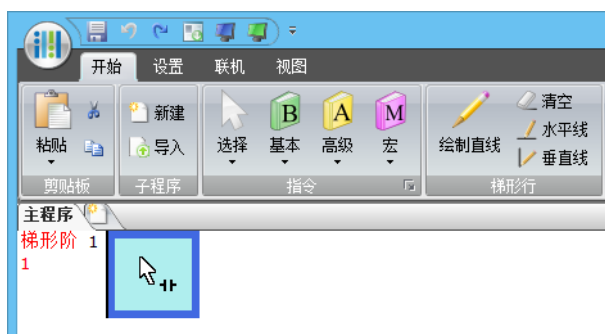 开始 设置 联机 视图
粘贴 新建 导入 选择 B 基本 A 高级 M 宏 绘制直线 清空 水平线 垂直线
剪贴板 子程序 指令 梯形行
主程序
梯形阶 1
1